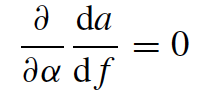 ∂/∂α da/df = 0